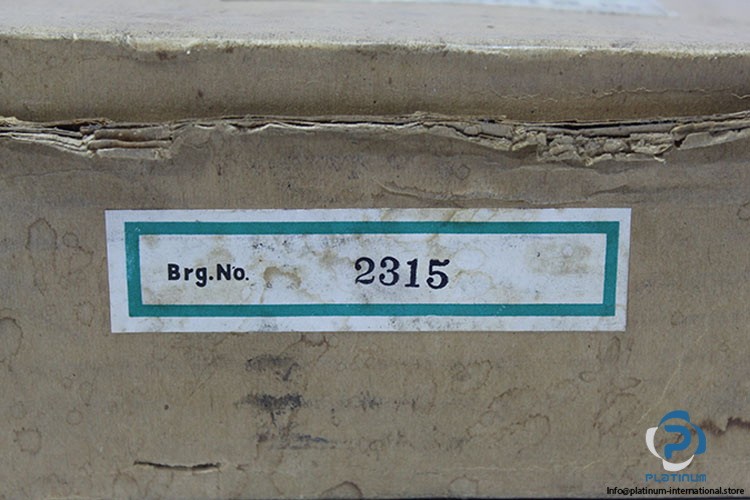 Brg.No. 2315
PLATINUM
Info@platinum-international.store